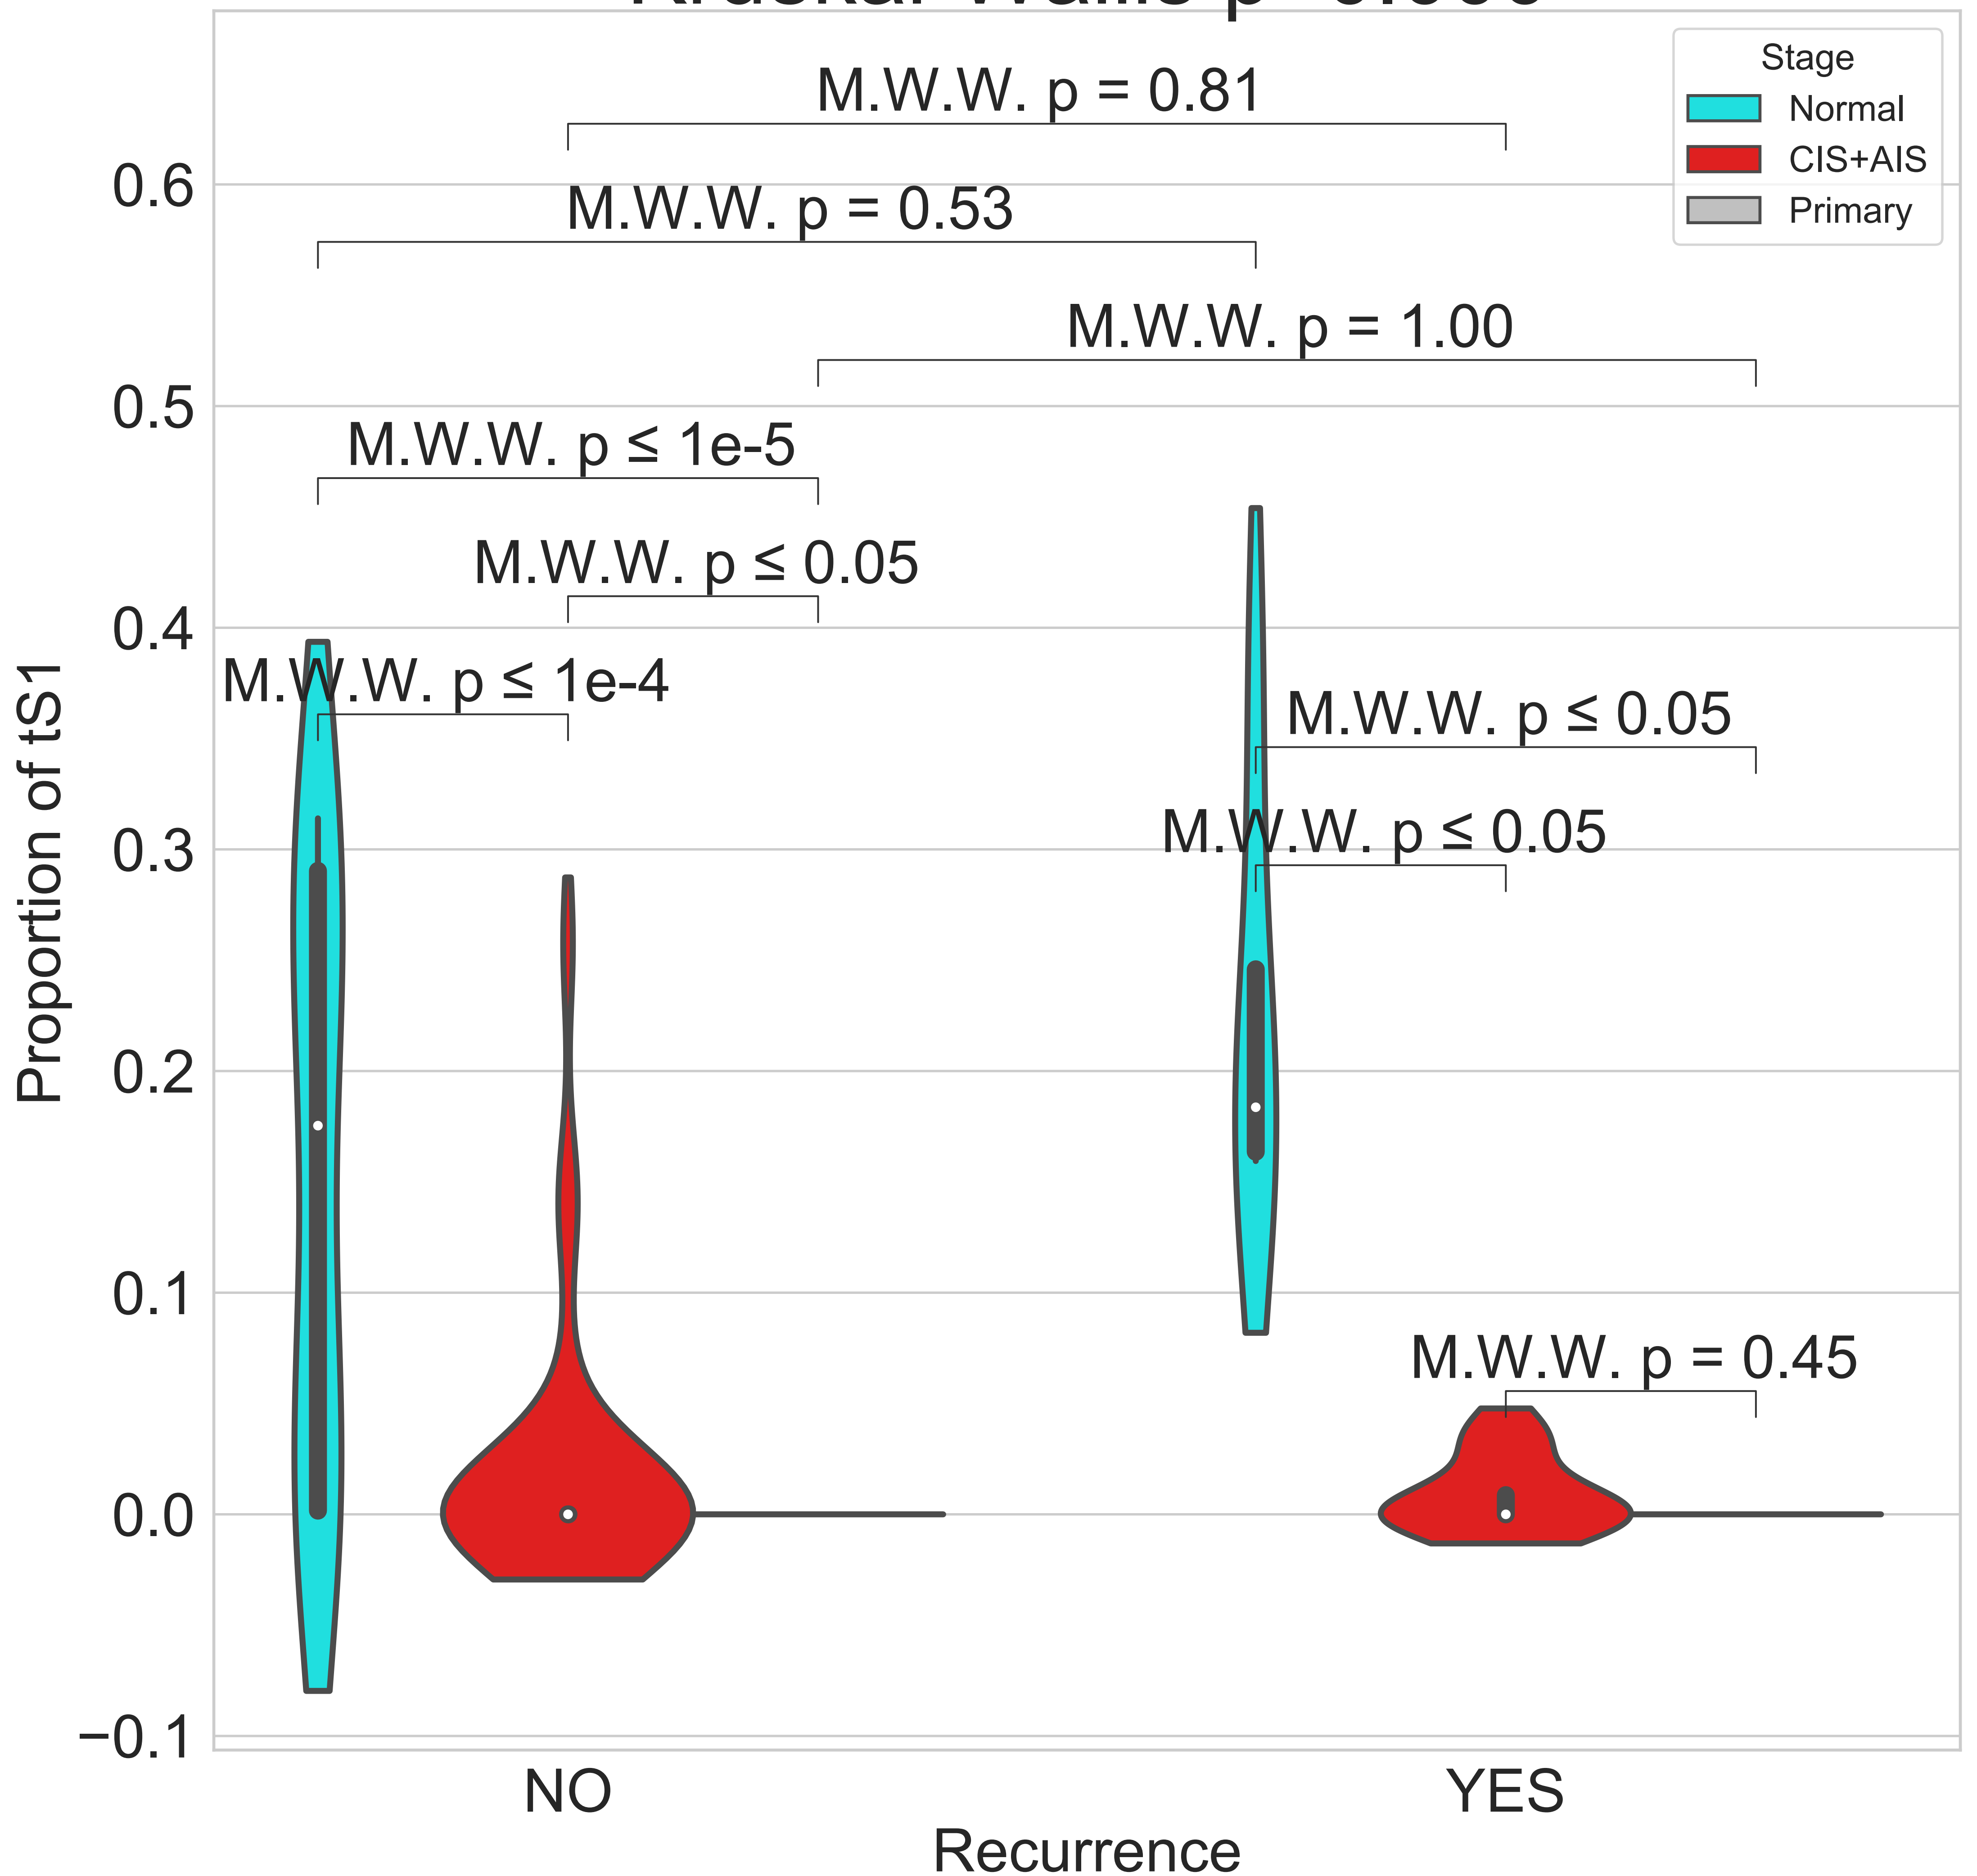 Stage
Normal
CIS+AIS
Primary
M.W.W. p = 0.81
M.W.W. p = 0.53
M.W.W. p = 1.00
M.W.W. p ≤ 1e-5
M.W.W. p ≤ 0.05
M.W.W. p ≤ 1e-4
M.W.W. p ≤ 0.05
M.W.W. p ≤ 0.05
M.W.W. p = 0.45
Proportion of tS1
0.6
0.5
0.4
0.3
0.2
0.1
0.0
−0.1
NO
YES
Recurrence